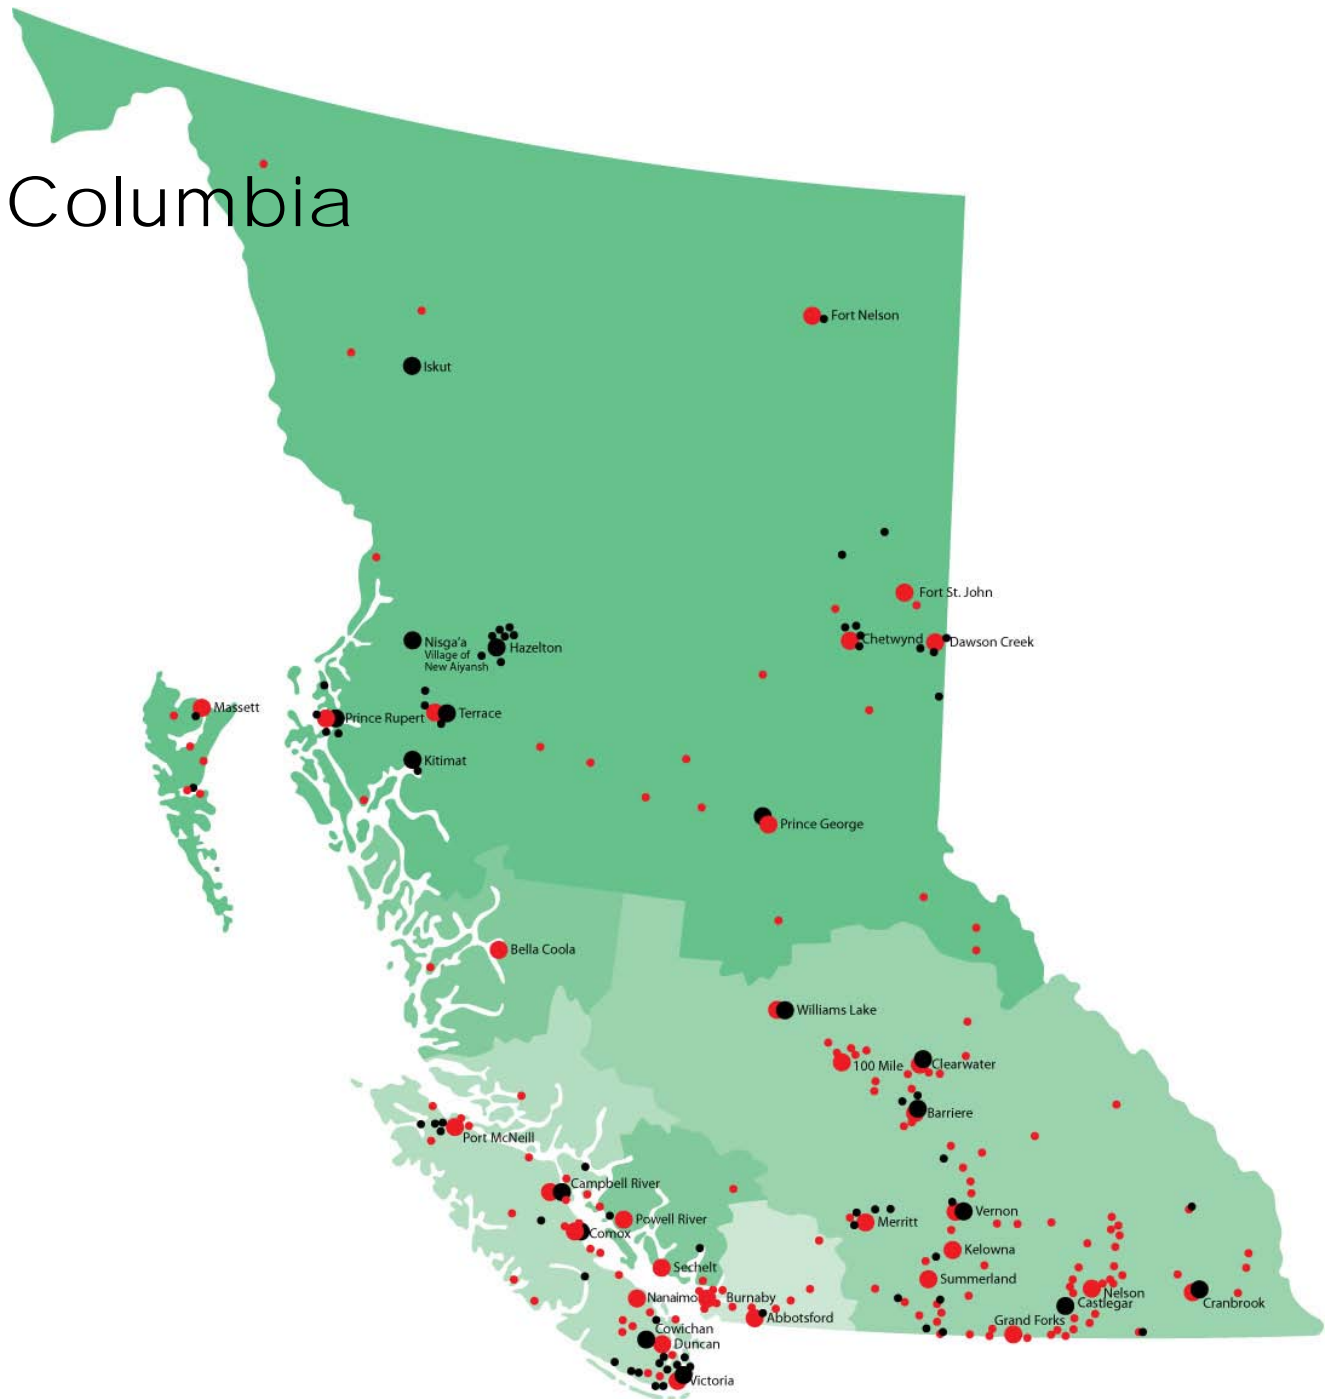 Columbia
Fort Nelson
Iskut
Fort St. John
Chetwynd
Dawson Creek
Nisga'a
Village of
New Aiyansh
Hazelton
Massett
Prince Rupert
Terrace
Kitimat
Prince George
Bella Coola
Williams Lake
100 Mile
Clearwater
Barriere
Port McNeill
Campbell River
Powell River
Comox
Merritt
Vernon
Kelowna
Sechelt
Summerland
Nanaimo
Burnaby
Nelson
Castlegar
Cranbrook
Abbotsford
Grand Forks
Cowichan
Duncan
Victoria